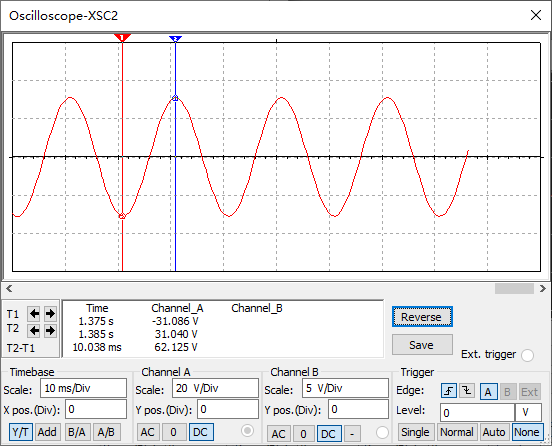 Oscilloscope-XSC2
1 2
T1
T2
T2-T1
Time Channel_A Channel_B
1.375 s -31.086 V
1.385 s 31.040 V
10.038 ms 62.125 V
Reverse
Save
Ext. trigger
Timebase
Scale: 10 ms/Div
X pos.(Div): 0
Y/T Add B/A A/B
Channel A
Scale: 20 V/Div
Y pos.(Div): 0
AC 0 DC
Channel B
Scale: 5 V/Div
Y pos.(Div): 0
AC 0 DC -
Trigger
Edge: A B Ext
Level: 0 V
Single Normal Auto None